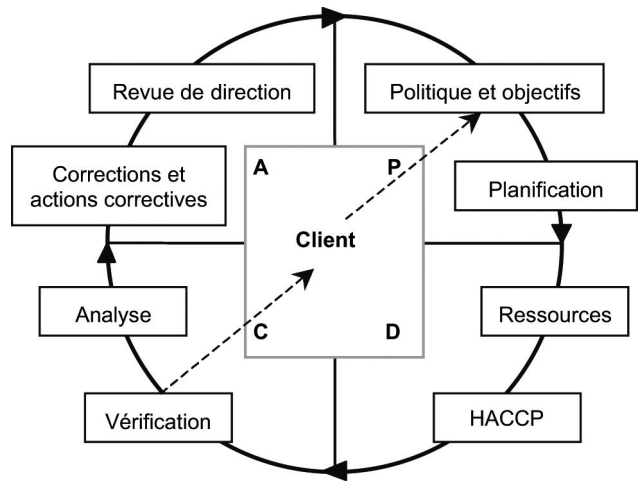 Revue de direction
Politique et objectifs
Corrections et
actions correctives
A
P
Planification
Client
Analyse
C
D
Ressources
Vérification
HACCP